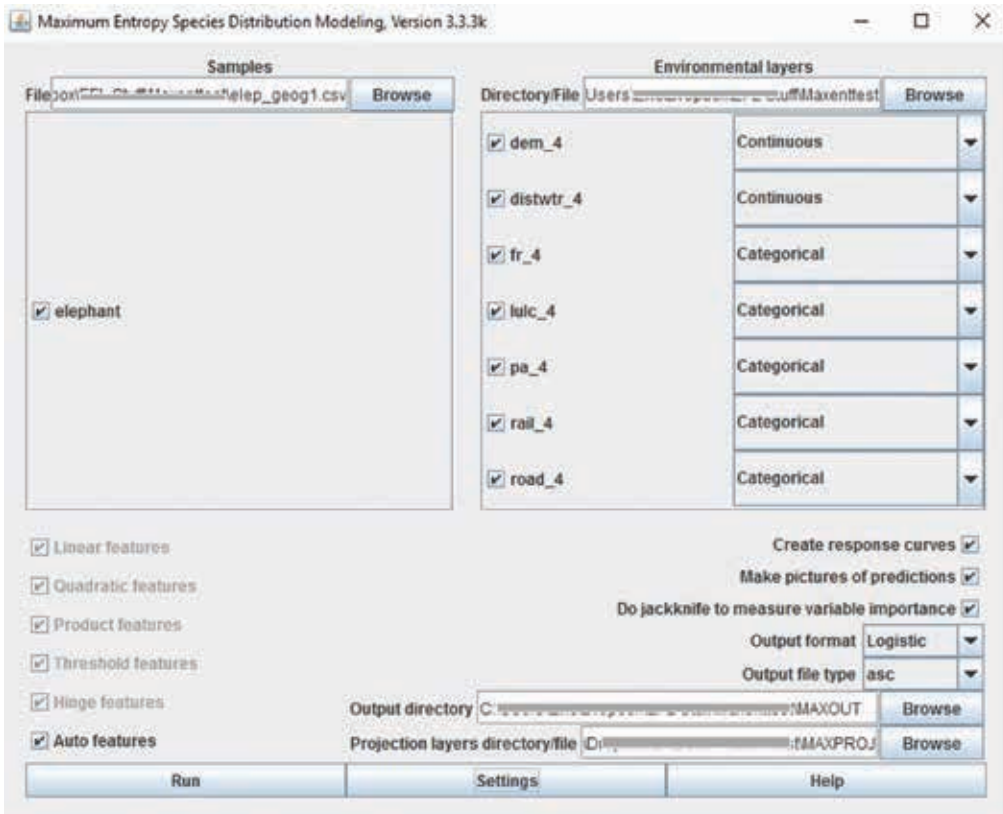 Maximum Entropy Species Distribution Modeling, Version 3.3.3k
Samples
Environmental layers
File elep_geog1.csv Browse
Directory/File Users Maxenttest Browse
elephant
dem_4 Continuous
distwtr_4 Continuous
fr_4 Categorical
lulc_4 Categorical
pa_4 Categorical
rail_4 Categorical
road_4 Categorical
Linear features
Quadratic features
Product features
Threshold features
Hinge features
Auto features
Create response curves
Make pictures of predictions
Do jackknife to measure variable importance
Output format Logistic
Output file type asc
Output directory C: \MAXOUT Browse
Projection layers directory/file \MAXPROJ Browse
Run Settings Help